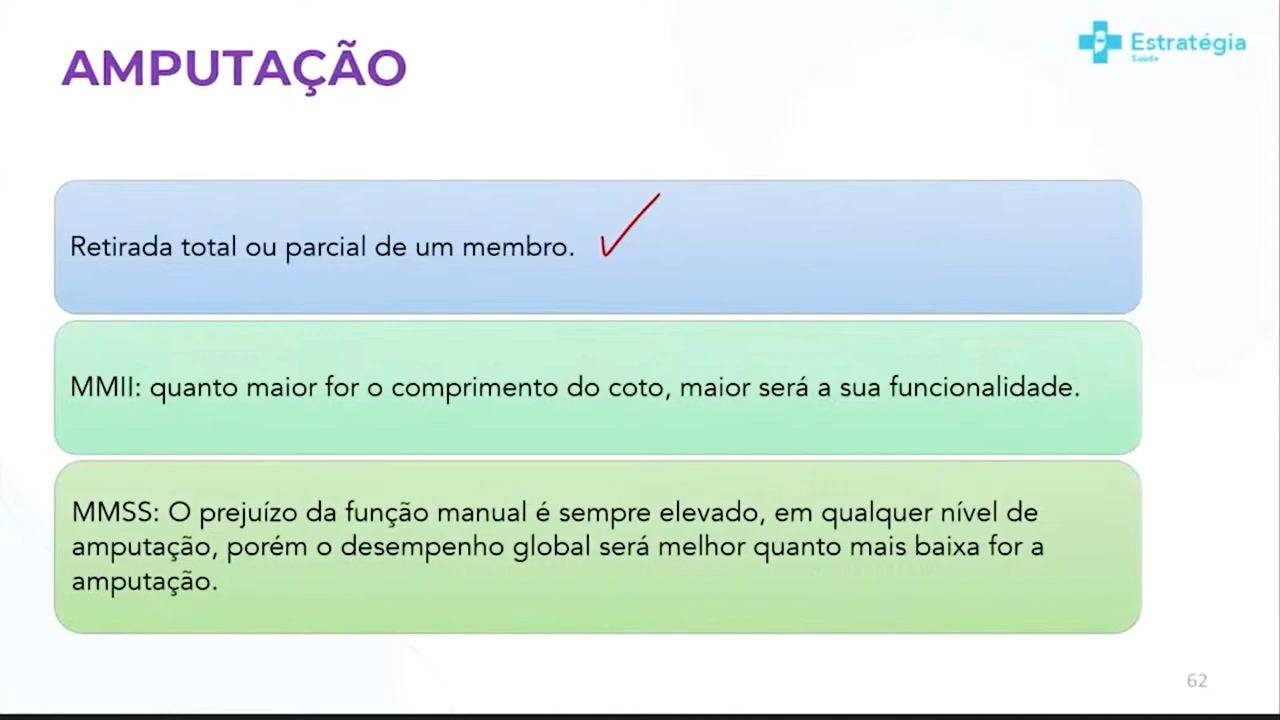 AMPUTAÇÃO
Estratégia
Saúde
Retirada total ou parcial de um membro.
MMII: quanto maior for o comprimento do coto, maior será a sua funcionalidade.
MMSS: O prejuízo da função manual é sempre elevado, em qualquer nível de
amputação, porém o desempenho global será melhor quanto mais baixa for a
amputação.
62